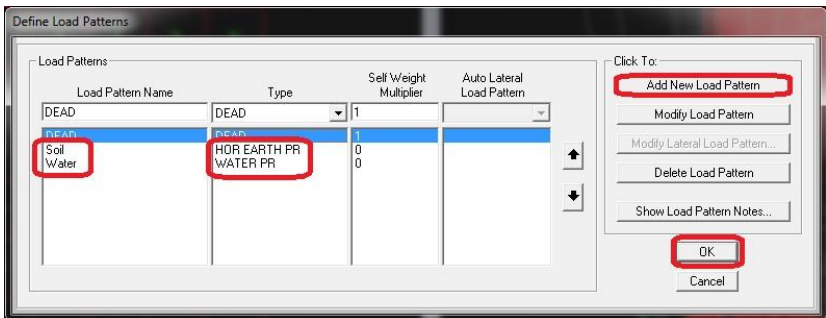 Define Load Patterns
Load Patterns
Click To:
Load Pattern Name
Type
Self Weight
Multiplier
Auto Lateral
Load Pattern
DEAD
DEAD
1
DEAD DEAD 1
Soil HOR EARTH PR 0
Water WATER PR 0
Add New Load Pattern
Modify Load Pattern
Modify Lateral Load Pattern...
Delete Load Pattern
Show Load Pattern Notes...
OK
Cancel